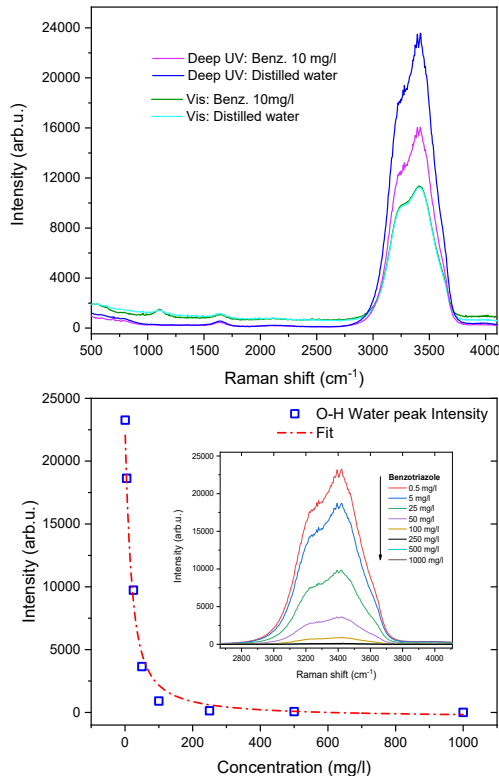 24000
20000
16000
12000
8000
4000
0
Intensity (arb.u.)
Deep UV: Benz. 10 mg/l
Deep UV: Distilled water
Vis: Benz. 10mg/l
Vis: Distilled water
500 1000 1500 2000 2500 3000 3500 4000
Raman shift (cm⁻¹)
25000
20000
15000
10000
5000
0
Intensity (arb.u.)
O-H Water peak Intensity
Fit
25000
20000
15000
10000
5000
0
Intensity (arb.u.)
Benzotriazole
0.5 mg/l
5 mg/l
25 mg/l
50 mg/l
100 mg/l
250 mg/l
500 mg/l
1000 mg/l
2800 3000 3200 3400 3600 3800 4000
Raman shift (cm⁻¹)
0 200 400 600 800 1000
Concentration (mg/l)